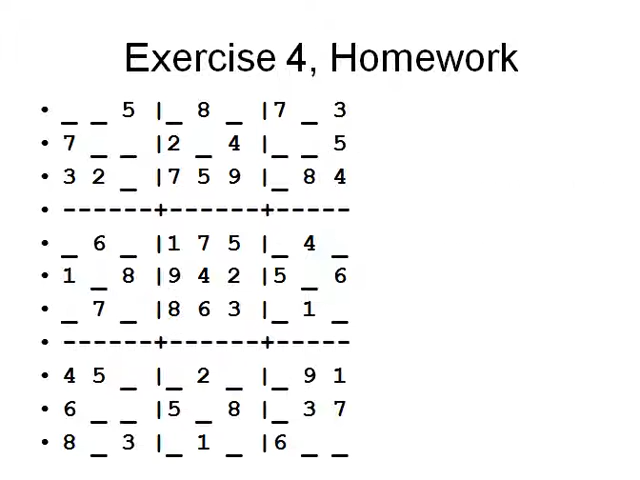 Exercise 4, Homework
• _ _ 5 |_ 8 _ |7 _ 3
• 7 _ _ |2 _ 4 |_ _ 5
• 3 2 _ |7 5 9 |_ 8 4
• ------+------+-----
• _ 6 _ |1 7 5 |_ 4 _
• 1 _ 8 |9 4 2 |5 _ 6
• _ 7 _ |8 6 3 |_ 1 _
• ------+------+-----
• 4 5 _ |_ 2 _ |_ 9 1
• 6 _ _ |5 _ 8 |_ 3 7
• 8 _ 3 |_ 1 _ |6 _ _